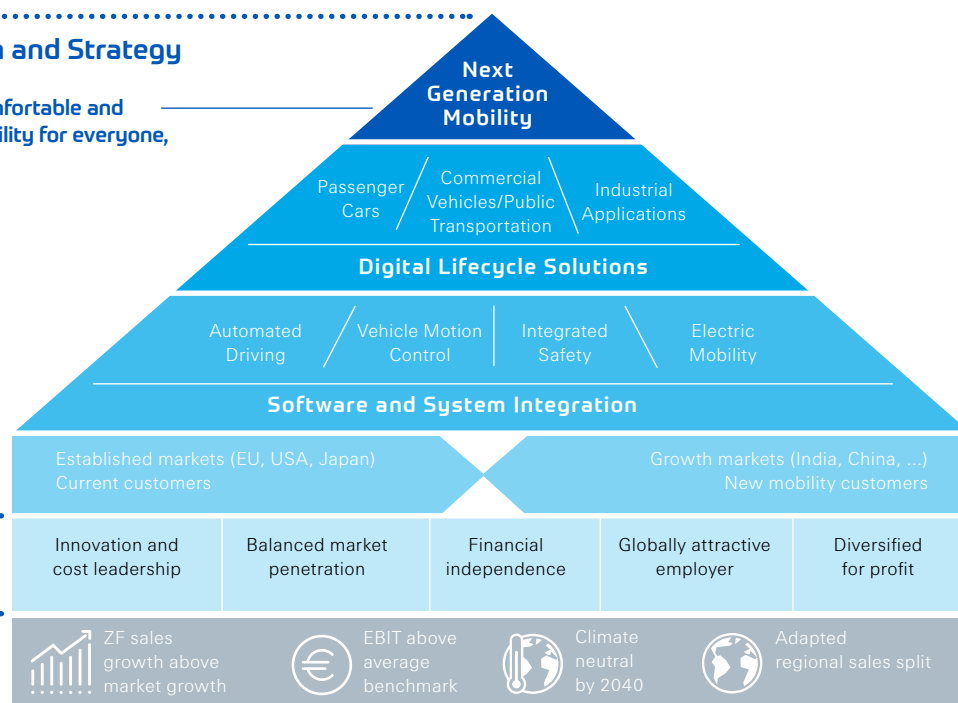 and Strategy
Next
Generation
Mobility
and
for everyone,
Passenger
Cars
Commercial
Vehicles/Public
Transportation
Industrial
Applications
Digital Lifecycle Solutions
Automated
Driving
Vehicle Motion
Control
Integrated
Safety
Electric
Mobility
Software and System Integration
Established markets (EU, USA, Japan)
Current customers
Growth markets (India, China, ...)
New mobility customers
Innovation and
cost leadership
Balanced market
penetration
Financial
independence
Globally attractive
employer
Diversified
for profit
ZF sales
growth above
market growth
EBIT above
average
benchmark
Climate
neutral
by 2040
Adapted
regional sales split